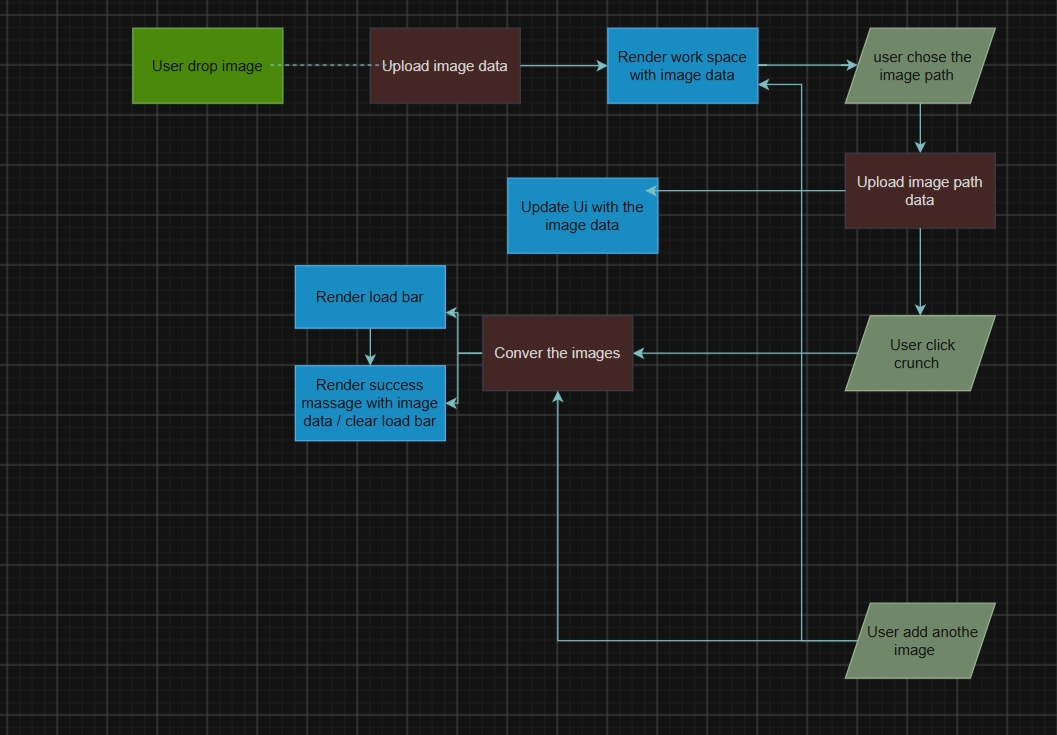 User drop image
Upload image data
Render work space
with image data
user chose the
image path
Upload image path
data
Update Ui with the
image data
Render load bar
User click
crunch
Conver the images
Render success
massage with image
data / clear load bar
User add anothe
image